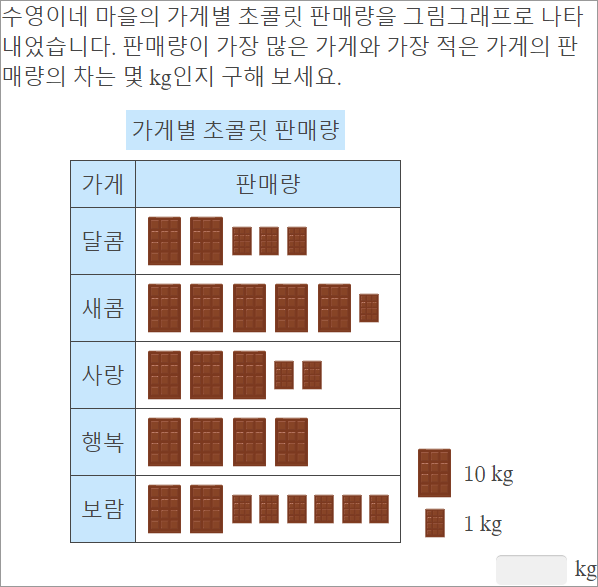 수영이네 마을의 가게별 초콜릿 판매량을 그림그래프로 나타
내었습니다. 판매량이 가장 많은 가게와 가장 적은 가게의 판
매량의 차는 몇 kg인지 구해 보세요.
가게별 초콜릿 판매량
가게 판매량
달콤
새콤
사랑
행복
보람
10 kg
1 kg
kg